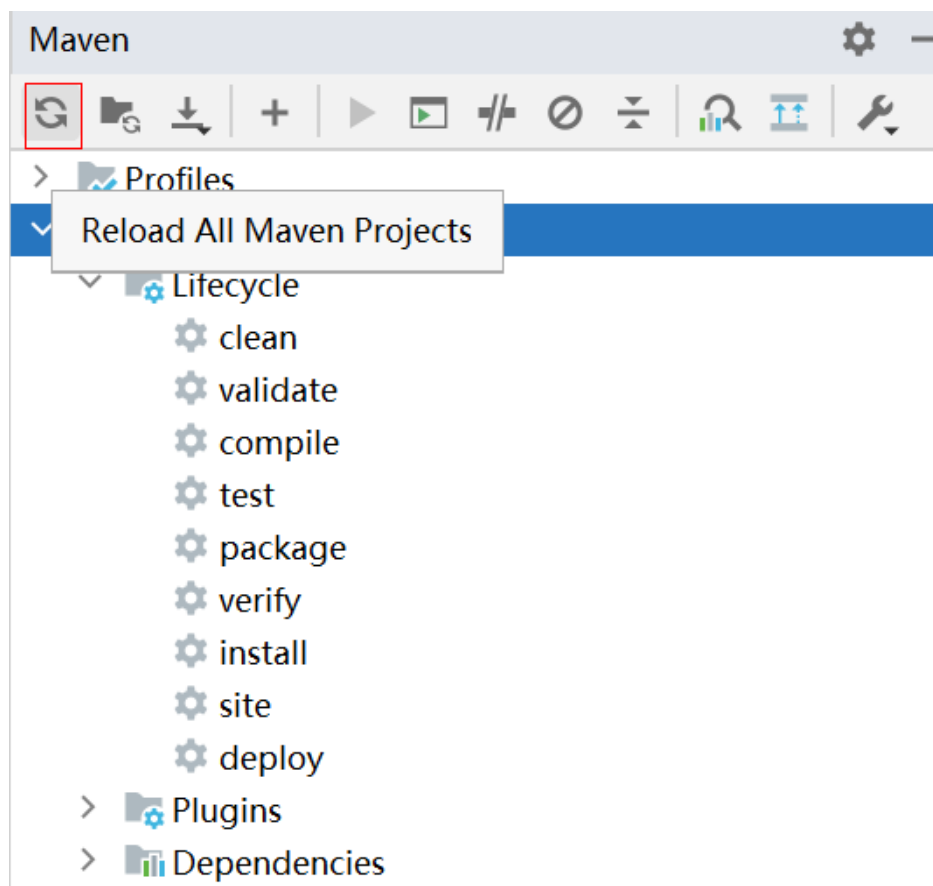 Maven
Profiles
Reload All Maven Projects
Lifecycle
clean
validate
compile
test
package
verify
install
site
deploy
Plugins
Dependencies